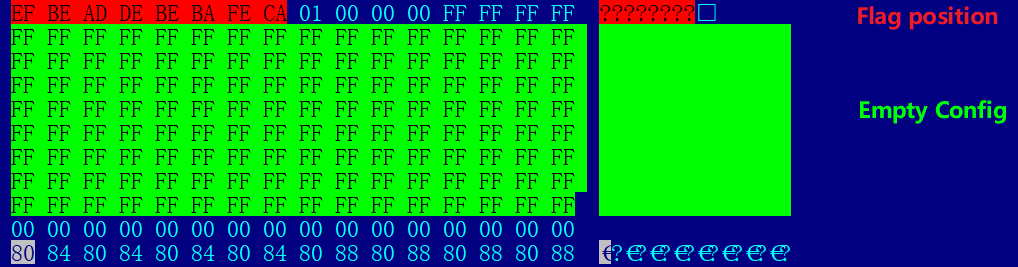 EF BE AD DE BE BA FE CA 01 00 00 00 FF FF FF FF ????????□ Flag position
FF FF FF FF FF FF FF FF FF FF FF FF FF FF FF FF
FF FF FF FF FF FF FF FF FF FF FF FF FF FF FF FF
FF FF FF FF FF FF FF FF FF FF FF FF FF FF FF FF
FF FF FF FF FF FF FF FF FF FF FF FF FF FF FF FF Empty Config
FF FF FF FF FF FF FF FF FF FF FF FF FF FF FF FF
FF FF FF FF FF FF FF FF FF FF FF FF FF FF FF FF
FF FF FF FF FF FF FF FF FF FF FF FF FF FF FF FF
FF FF FF FF FF FF FF FF FF FF FF FF FF FF FF FF
00 00 00 00 00 00 00 00 00 00 00 00 00 00 00 00
80 84 80 84 80 84 80 84 80 88 80 88 80 88 80 88 €?€?€?€?€?€?€?€?